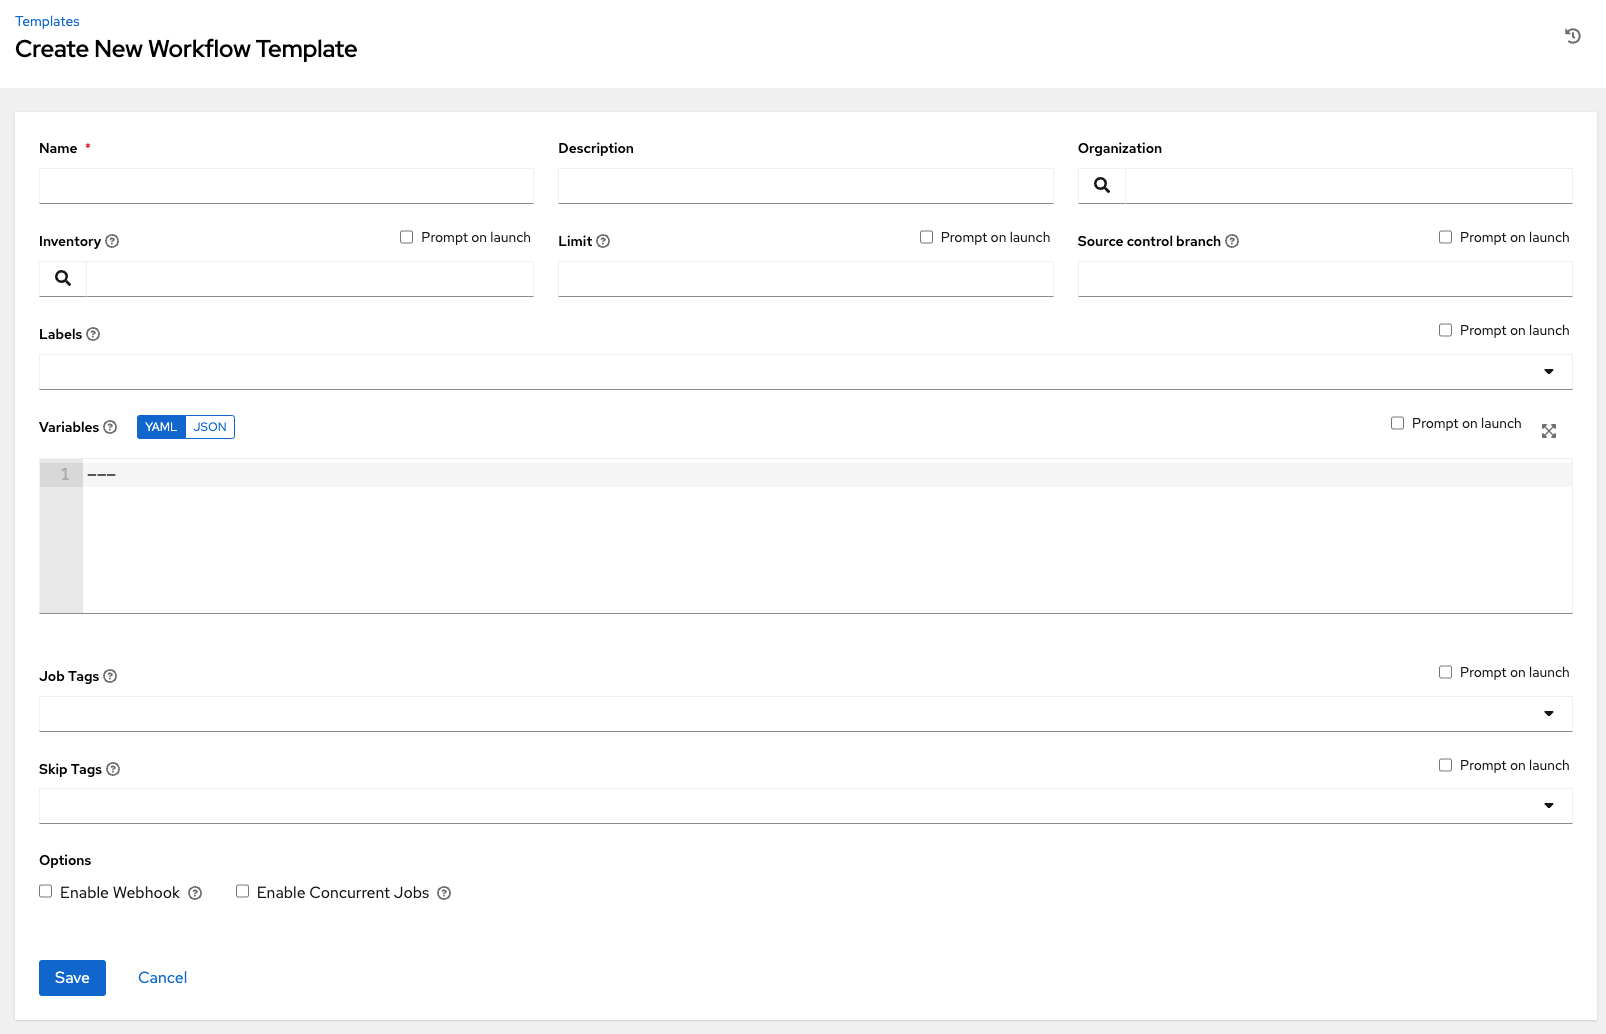 Templates
Create New Workflow Template
Name *
Description
Organization
Inventory
Prompt on launch
Limit
Prompt on launch
Source control branch
Prompt on launch
Labels
Prompt on launch
Variables
YAML JSON
Prompt on launch
1 ---
Job Tags
Prompt on launch
Skip Tags
Prompt on launch
Options
Enable Webhook
Enable Concurrent Jobs
Save
Cancel